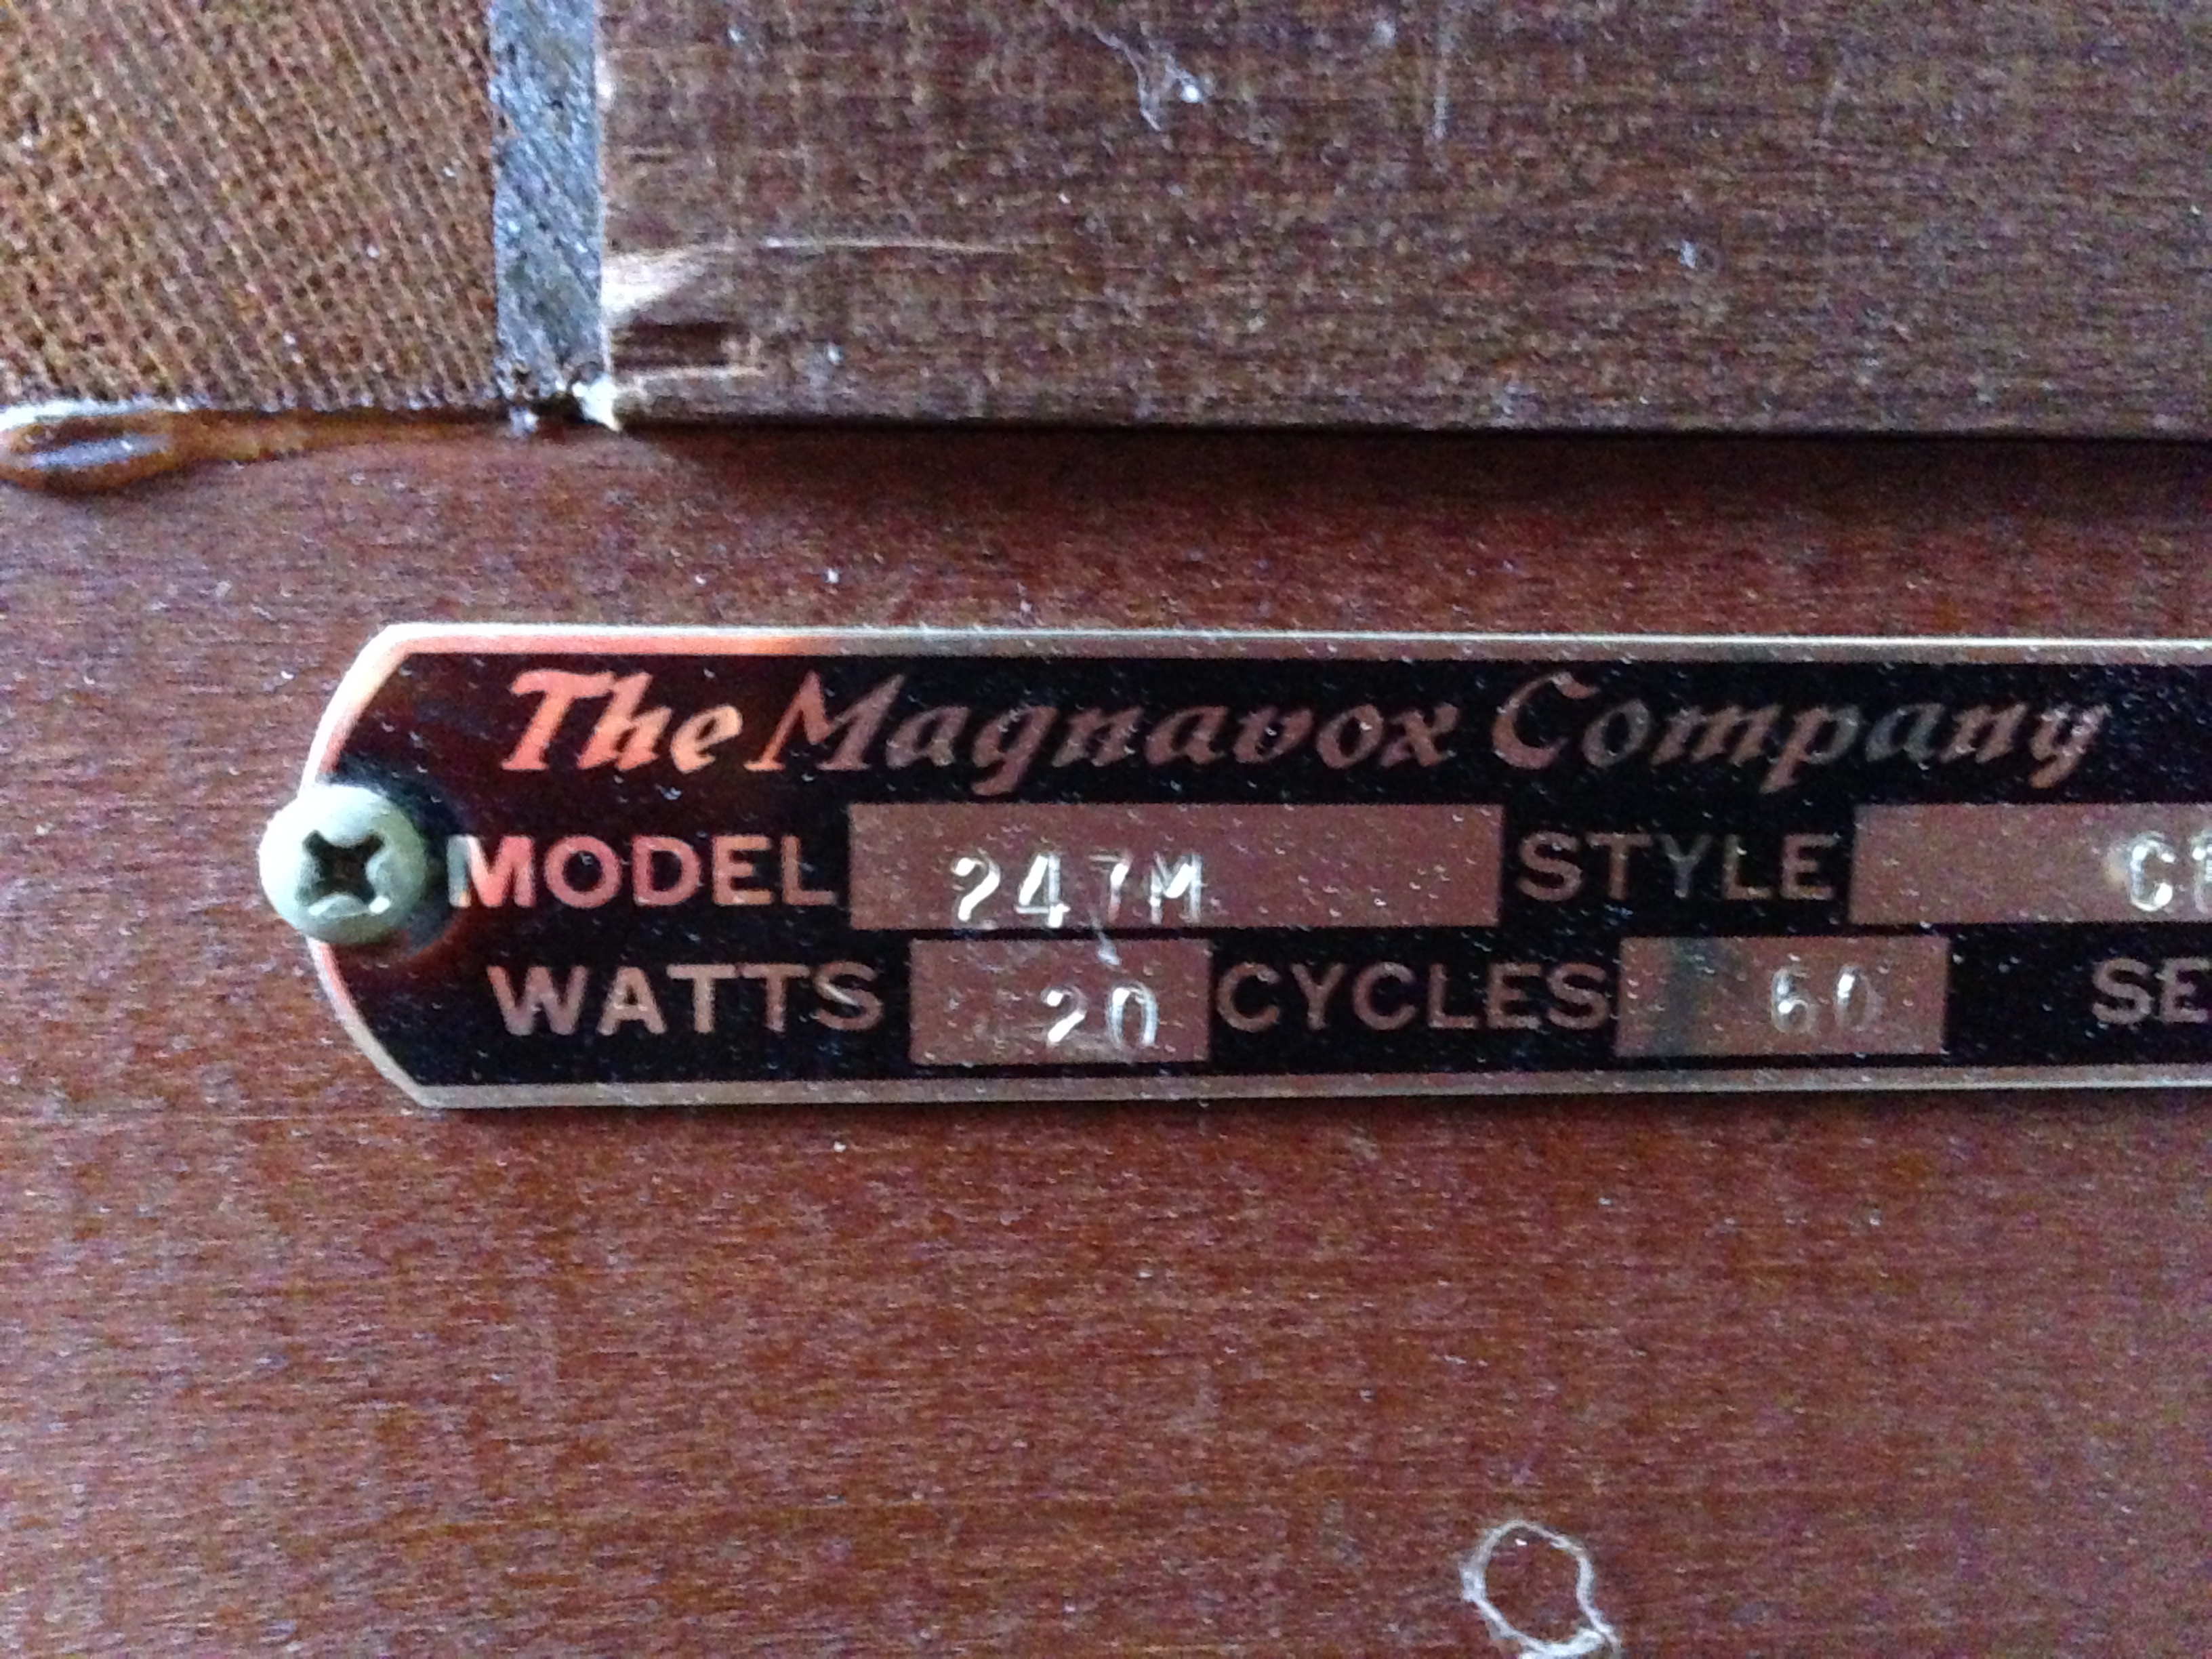 The Magnavox Company
MODEL 247M STYLE
WATTS 20 CYCLES 60